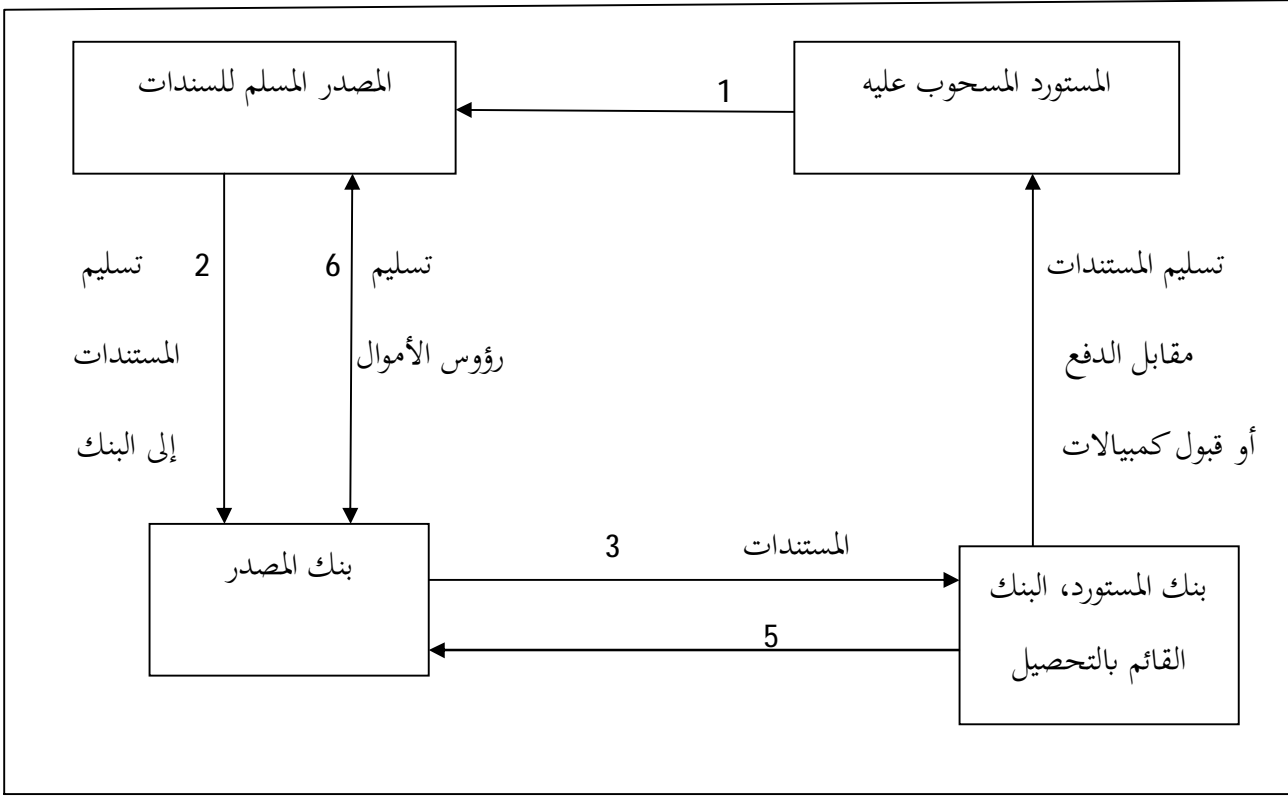 المصدر المسلم للسندات
المستورد المسحوب عليه
1
2 تسليم
المستندات
إلى البنك
6 تسليم
رؤوس الأموال
تسليم المستندات
مقابل الدفع
أو قبول كمبيالات
بنك المصدر
3 المستندات
5
بنك المستورد، البنك
القائم بالتحصيل